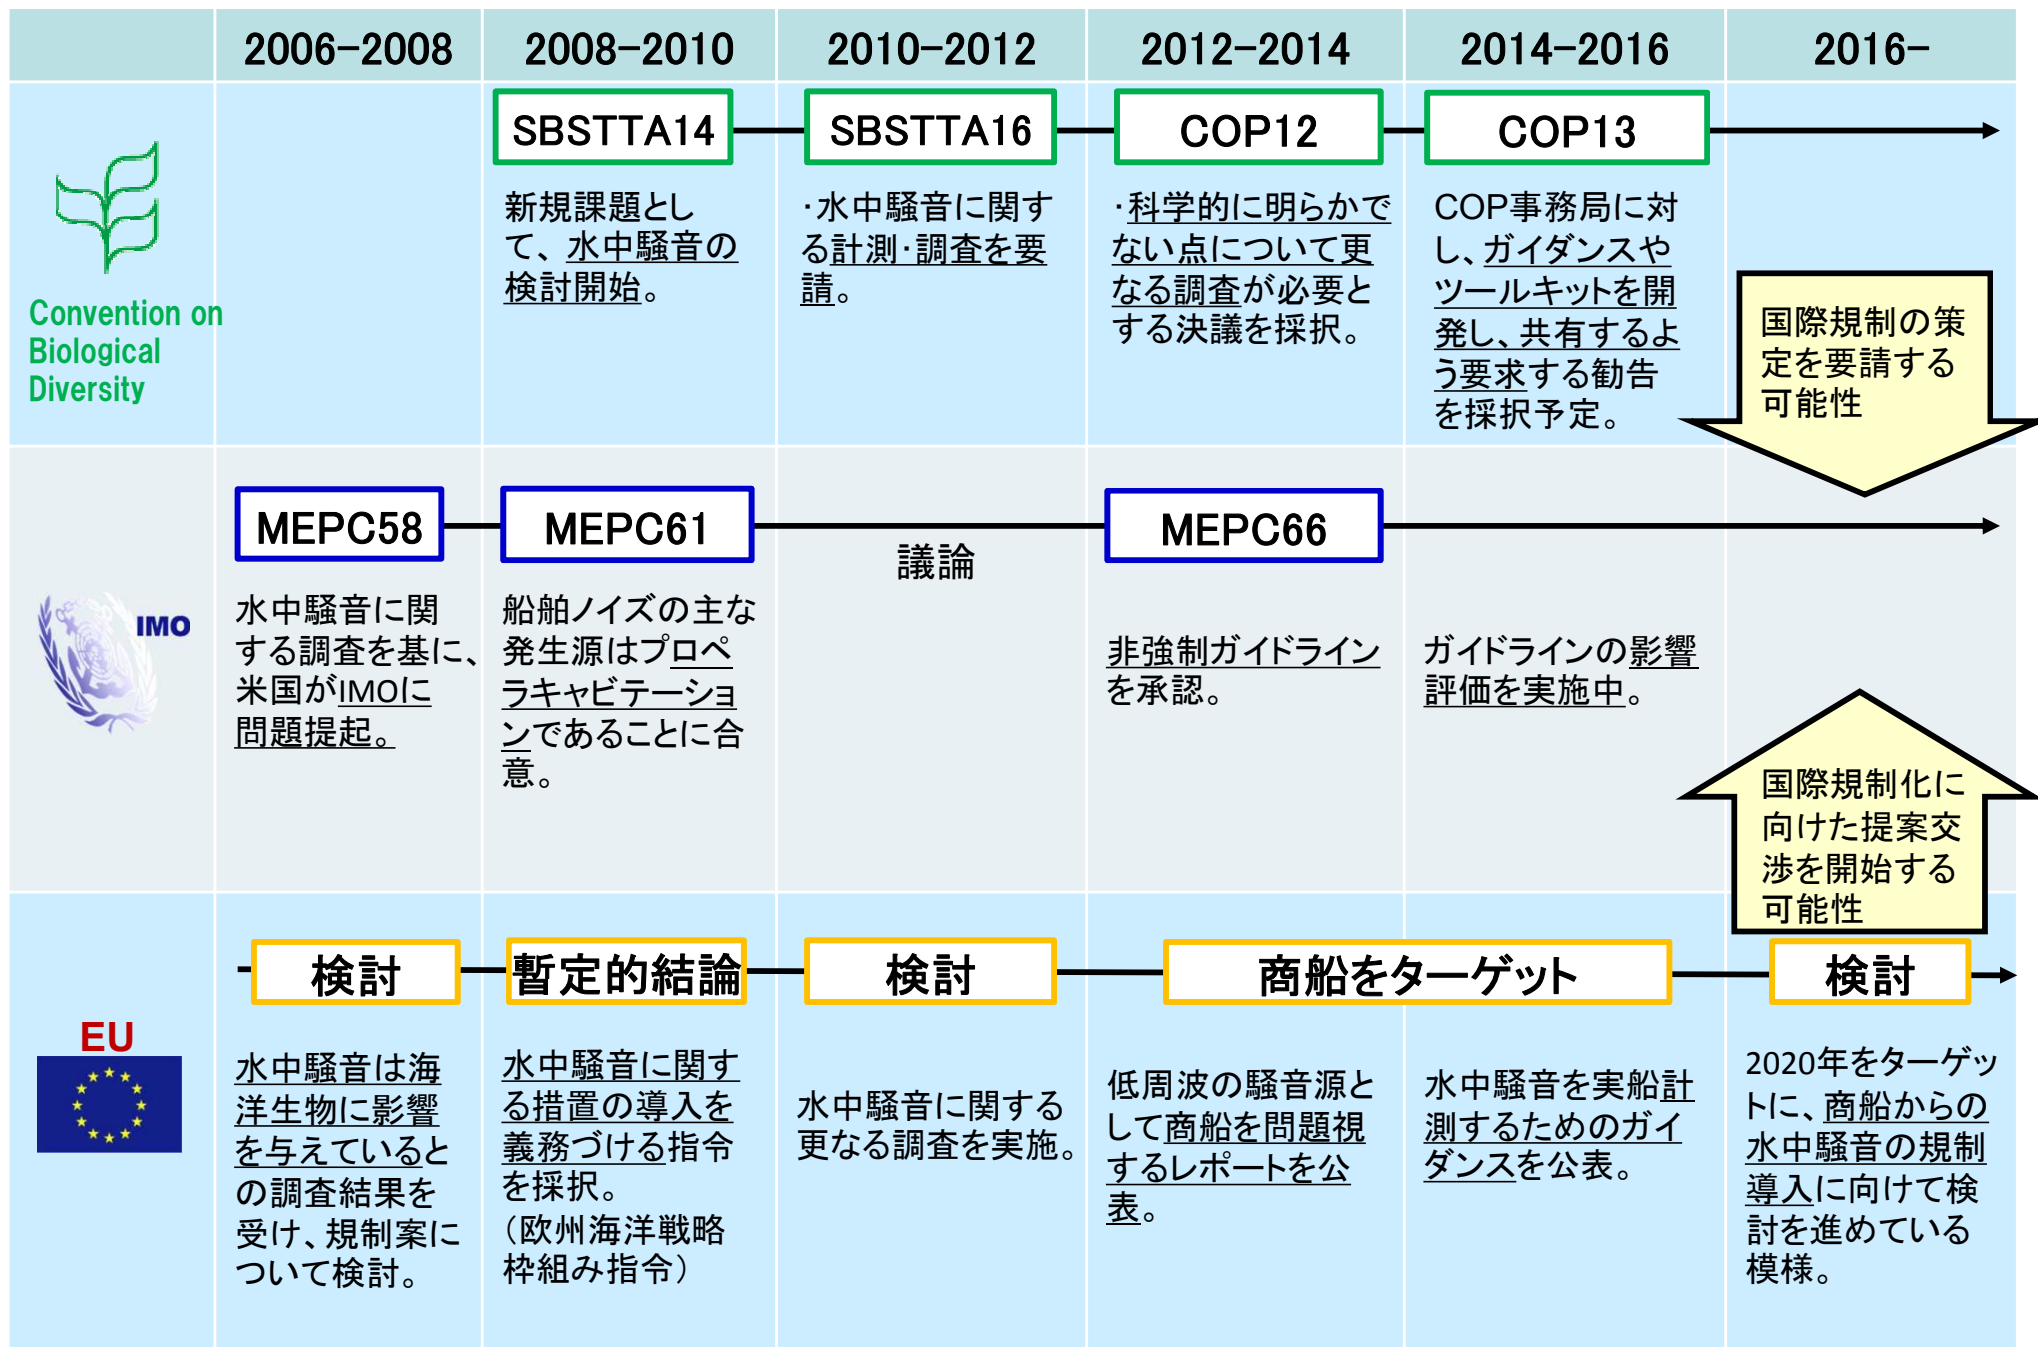 2006-2008
2008-2010
2010-2012
2012-2014
2014-2016
2016-
Convention on
Biological
Diversity
SBSTTA14
新規課題とし
て、水中騒音の
検討開始。
SBSTTA16
・水中騒音に関す
る計測・調査を要
請。
COP12
・科学的に明らかで
ない点について更
なる調査が必要と
する決議を採択。
COP13
COP事務局に対
し、ガイダンスや
ツールキットを開
発し、共有するよ
う要求する勧告
を採択予定。
国際規制の策
定を要請する
可能性
IMO
MEPC58
水中騒音に関
する調査を基に、
米国がIMOに
問題提起。
MEPC61
船舶ノイズの主な
発生源はプロペ
ラキャビテーショ
ンであることに合
意。
議論
MEPC66
非強制ガイドライン
を承認。
ガイドラインの影響
評価を実施中。
国際規制化に
向けた提案交
渉を開始する
可能性
EU
検討
水中騒音は海
洋生物に影響
を与えていると
の調査結果を
受け、規制案に
ついて検討。
暫定的結論
水中騒音に関す
る措置の導入を
義務づける指令
を採択。
（欧州海洋戦略
枠組み指令）
検討
水中騒音に関する
更なる調査を実施。
商船をターゲット
低周波の騒音源と
して商船を問題視
するレポートを公
表。
水中騒音を実船計
測するためのガイ
ダンスを公表。
検討
2020年をターゲッ
トに、商船からの
水中騒音の規制
導入に向けて検
討を進めている
模様。